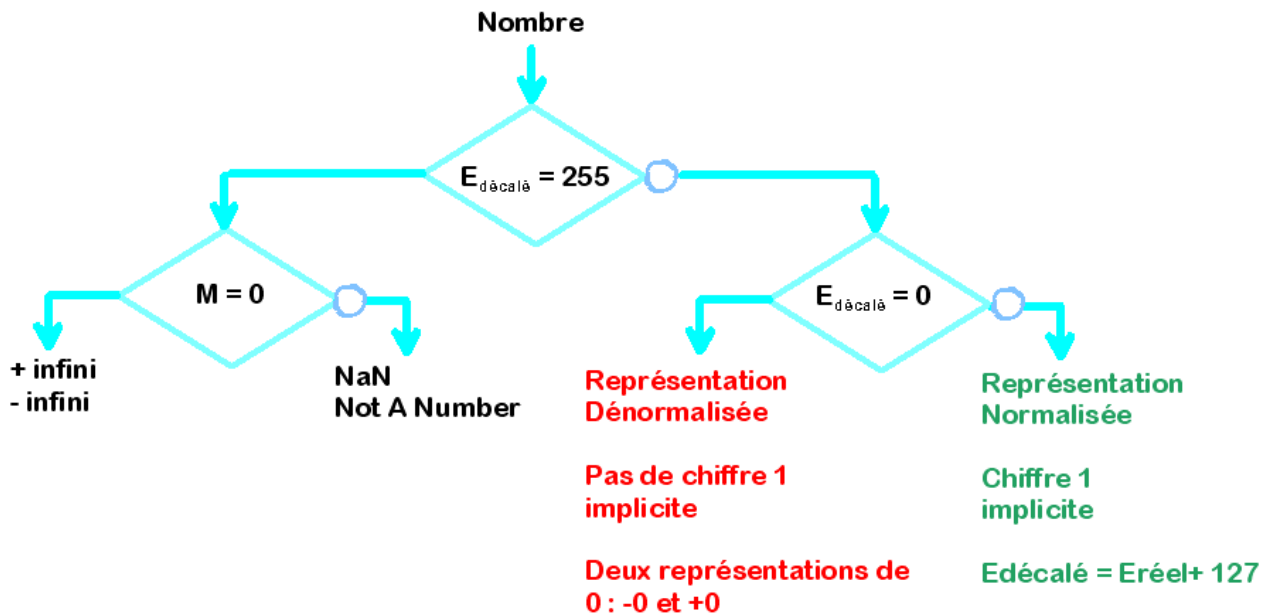 Nombre
Edécalé = 255
M = 0
Edécalé = 0
+ infini
- infini
NaN
Not A Number
Représentation
Dénormalisée
Pas de chiffre 1
implicite
Deux représentations de
0 : -0 et +0
Représentation
Normalisée
Chiffre 1
implicite
Edécalé = Eréel+ 127